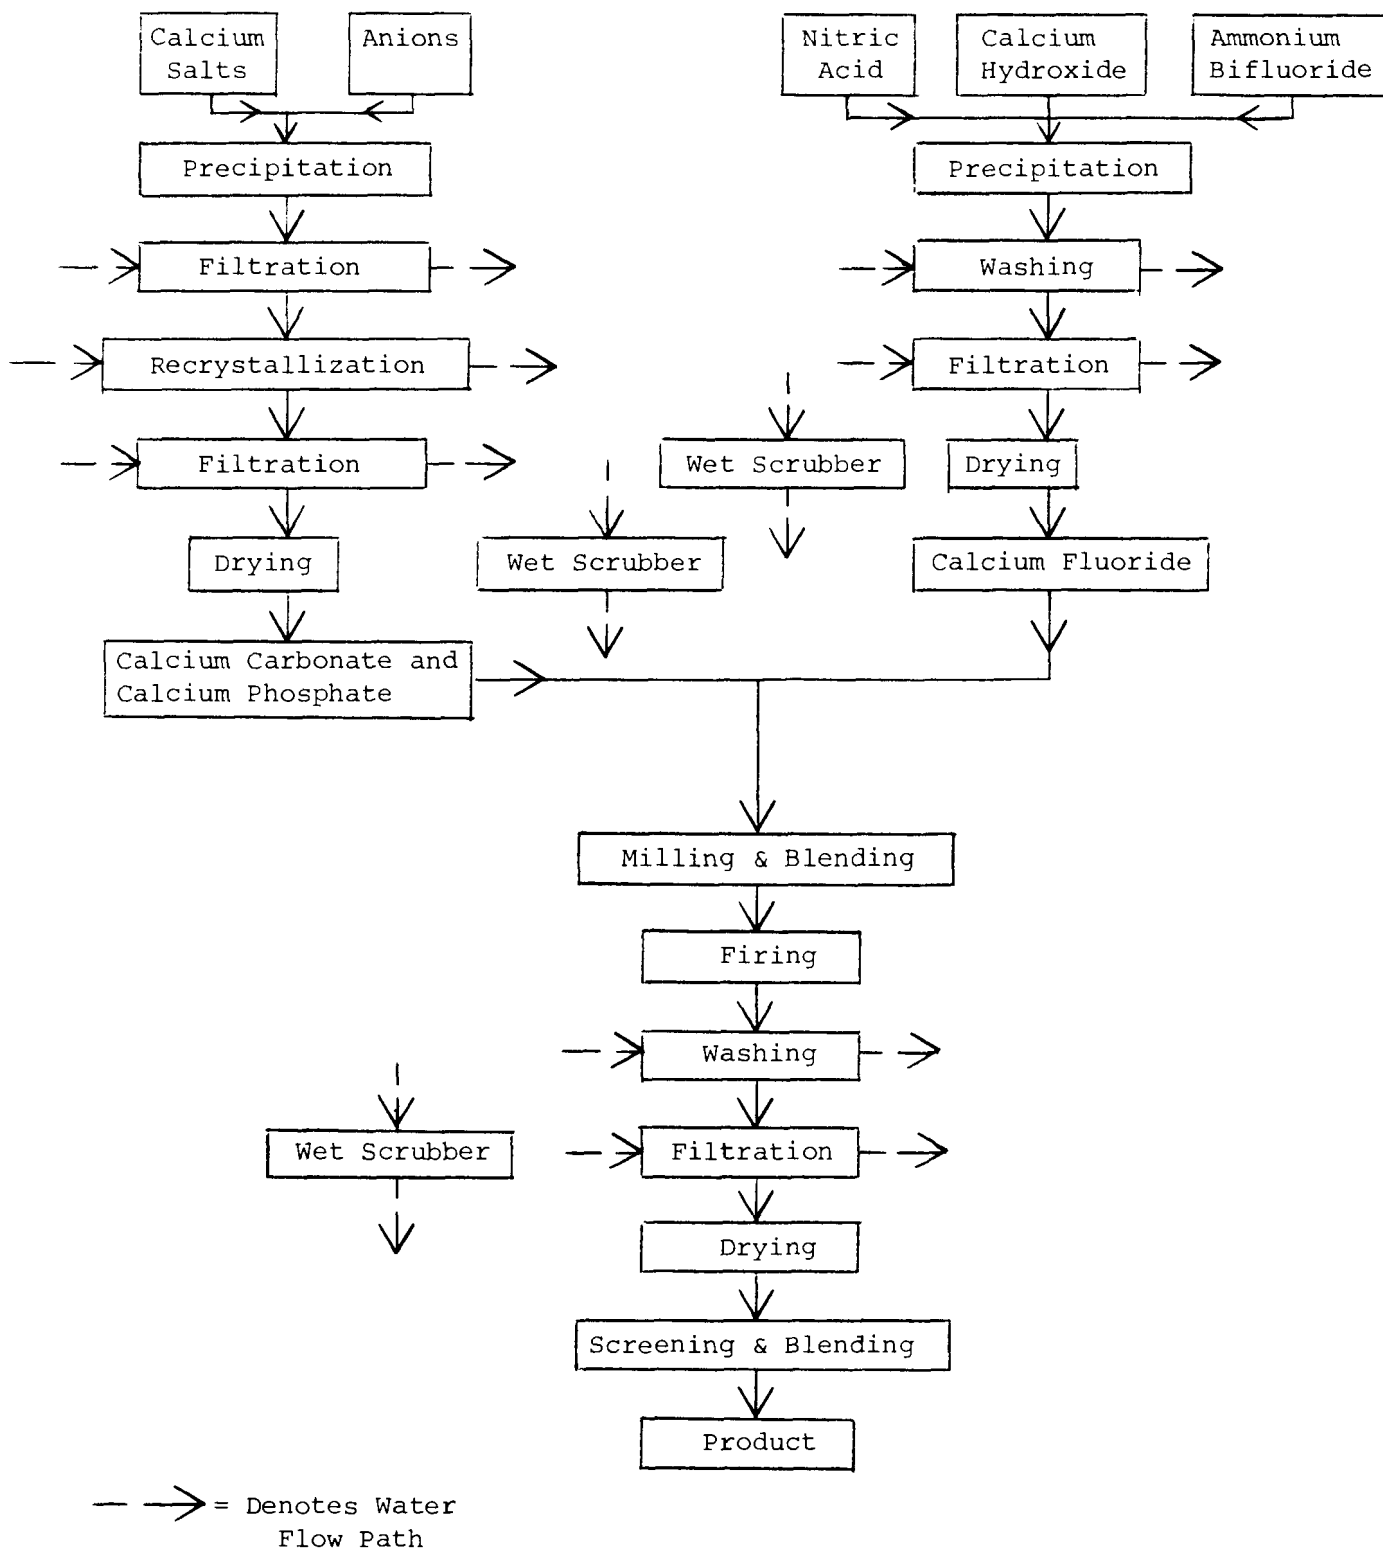 Calcium
Salts
Anions
Nitric
Acid
Calcium
Hydroxide
Ammonium
Bifluoride
Precipitation
Precipitation
Filtration
Washing
Recrystallization
Filtration
Filtration
Wet Scrubber
Drying
Drying
Wet Scrubber
Calcium Fluoride
Calcium Carbonate and
Calcium Phosphate
Milling & Blending
Firing
Washing
Wet Scrubber
Filtration
Drying
Screening & Blending
Product
= Denotes Water
Flow Path